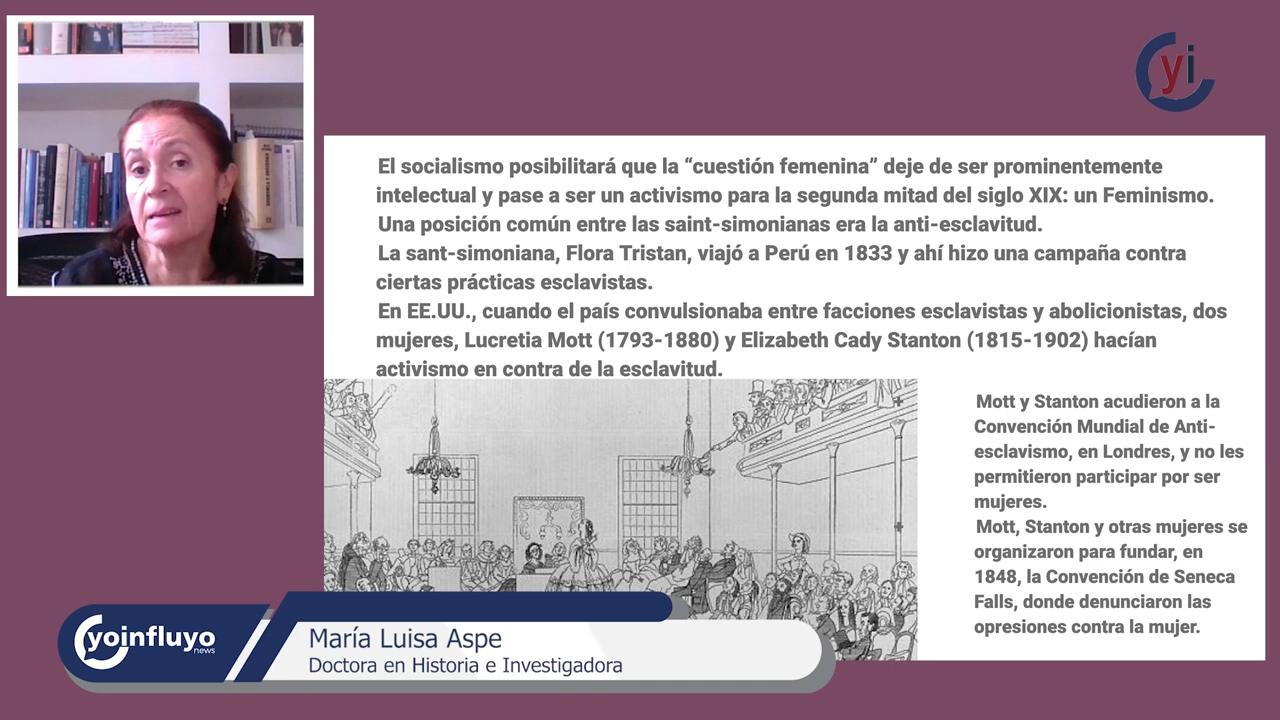 yi
El socialismo posibilitará que la “cuestión femenina” deje de ser prominentemente
intelectual y pase a ser un activismo para la segunda mitad del siglo XIX: un Feminismo.
Una posición común entre las saint-simonianas era la anti-esclavitud.
La sant-simoniana, Flora Tristan, viajó a Perú en 1833 y ahí hizo una campaña contra
ciertas prácticas esclavistas.
En EE.UU., cuando el país convulsionaba entre facciones esclavistas y abolicionistas, dos
mujeres, Lucretia Mott (1793-1880) y Elizabeth Cady Stanton (1815-1902) hacían
activismo en contra de la esclavitud.
Mott y Stanton acudieron a la
Convención Mundial de Anti-
esclavismo, en Londres, y no les
permitieron participar por ser
mujeres.
Mott, Stanton y otras mujeres se
organizaron para fundar, en
1848, la Convención de Seneca
Falls, donde denunciaron las
opresiones contra la mujer.
yoinfluyo
news
María Luisa Aspe
Doctora en Historia e Investigadora